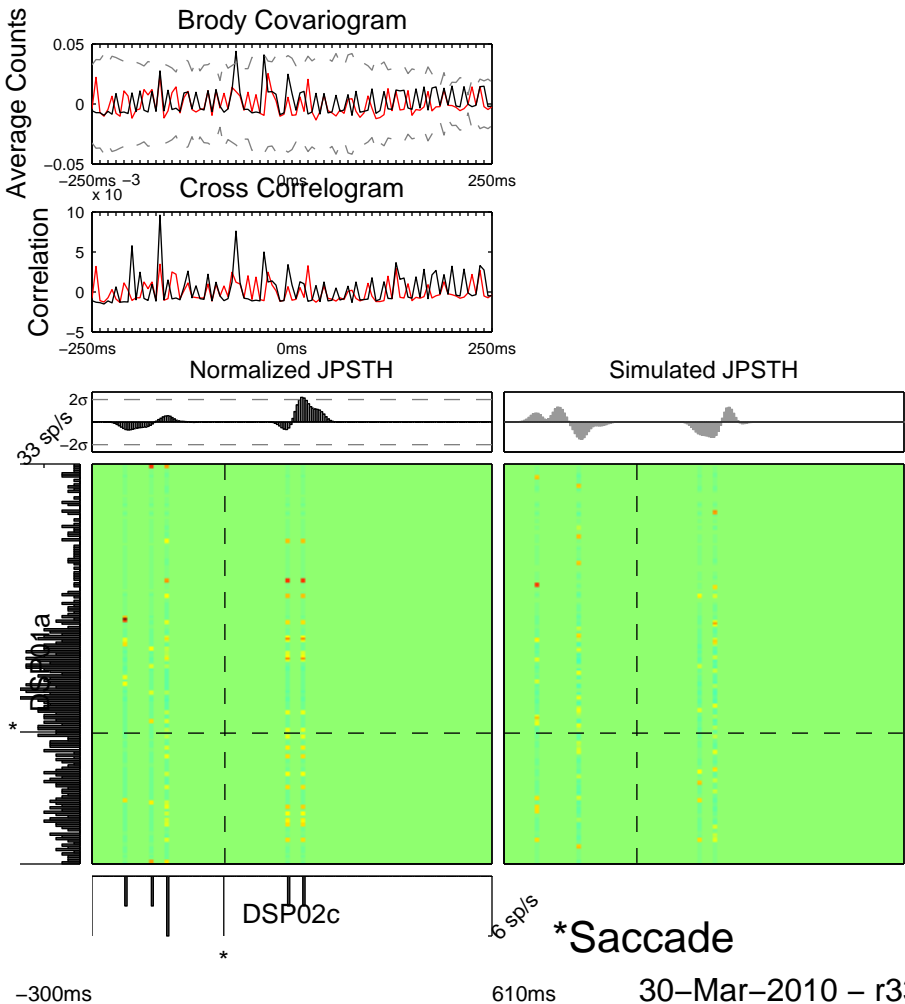 Brody Covariogram
Average Counts
0.05
0
−0.05
−250ms
0ms
250ms
x 10
−3
Cross Correlogram
Correlation
10
5
0
−5
−250ms
0ms
250ms
Normalized JPSTH
Simulated JPSTH
2σ
−2σ
33 sp/s
DSP01a
*
DSP02c
6 sp/s
*
*Saccade
−300ms
610ms
30−Mar−2010 − r3